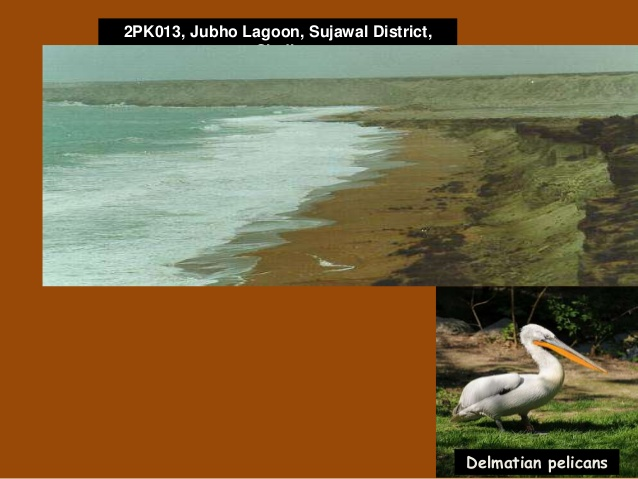 2PK013, Jubho Lagoon, Sujawal District,
Delmatian pelicans